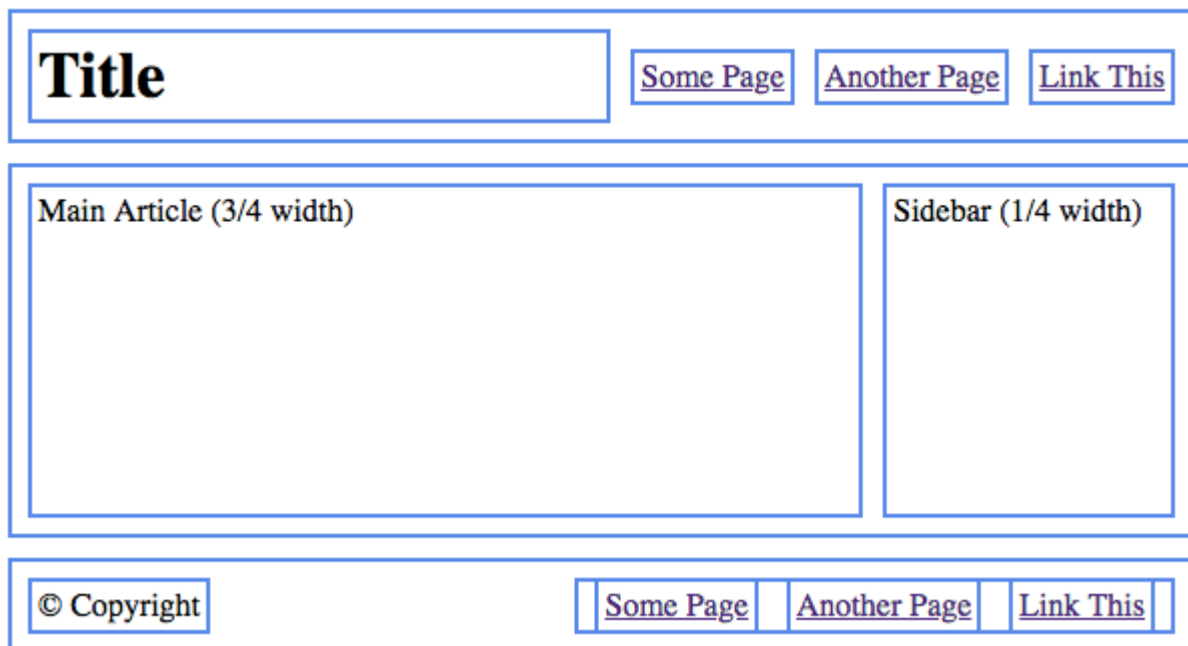 Title Some Page Another Page Link This
Main Article (3/4 width) Sidebar (1/4 width)
© Copyright Some Page Another Page Link This